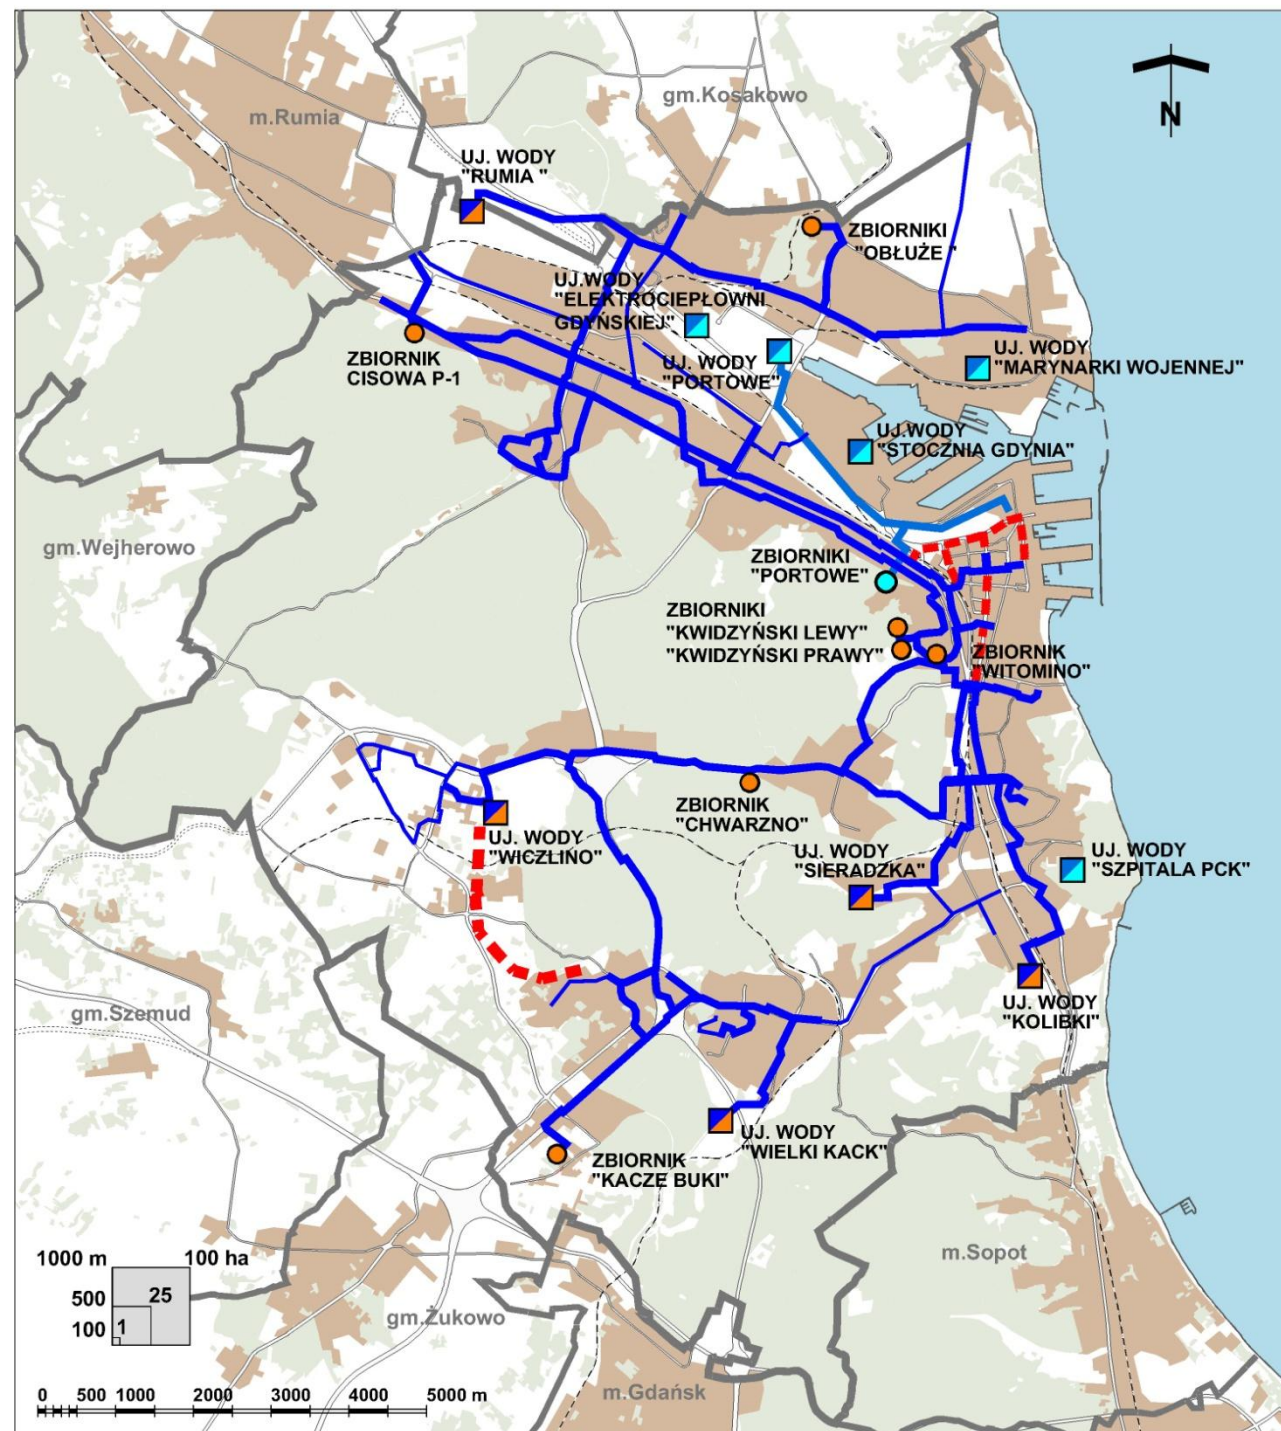 gm.Kosakowo
m.Rumia
N
UJ. WODY
"RUMIA "
ZBIORNIKI
"OBŁUŻE "
UJ.WODY
"ELEKTROCIEPŁOWNI
GDYŃSKIEJ"
ZBIORNIK
CISOWA P-1
UJ. WODY
"PORTOWE"
UJ. WODY
"MARYNARKI WOJENNEJ"
UJ.WODY
"STOCZNIA GDYNIA"
gm.Wejherowo
ZBIORNIKI
"PORTOWE"
ZBIORNIKI
"KWIDZYŃSKI LEWY"
"KWIDZYŃSKI PRAWY"
ZBIORNIK
"WITOMINO"
ZBIORNIK
"CHWARZNO"
UJ. WODY
"WICZLINO"
UJ. WODY
"SIERADZKA"
UJ. WODY
"SZPITALA PCK"
gm.Szemud
UJ. WODY
"KOLIBKI"
UJ. WODY
"WIELKI KACK"
ZBIORNIK
"KACZE BUKI"
m.Sopot
1000 m 100 ha
500 25
100 1
gm.Żukowo
m.Gdańsk
0 500 1000 2000 3000 4000 5000 m